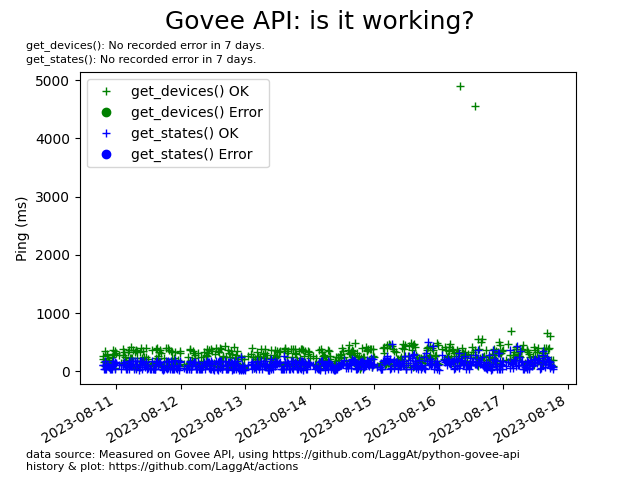 Govee API: is it working?
get_devices(): No recorded error in 7 days.
get_states(): No recorded error in 7 days.
get_devices() OK
get_devices() Error
get_states() OK
get_states() Error
Ping (ms)
5000
4000
3000
2000
1000
0
2023-08-11
2023-08-12
2023-08-13
2023-08-14
2023-08-15
2023-08-16
2023-08-17
2023-08-18
data source: Measured on Govee API, using https://github.com/LaggAt/python-govee-api
history & plot: https://github.com/LaggAt/actions